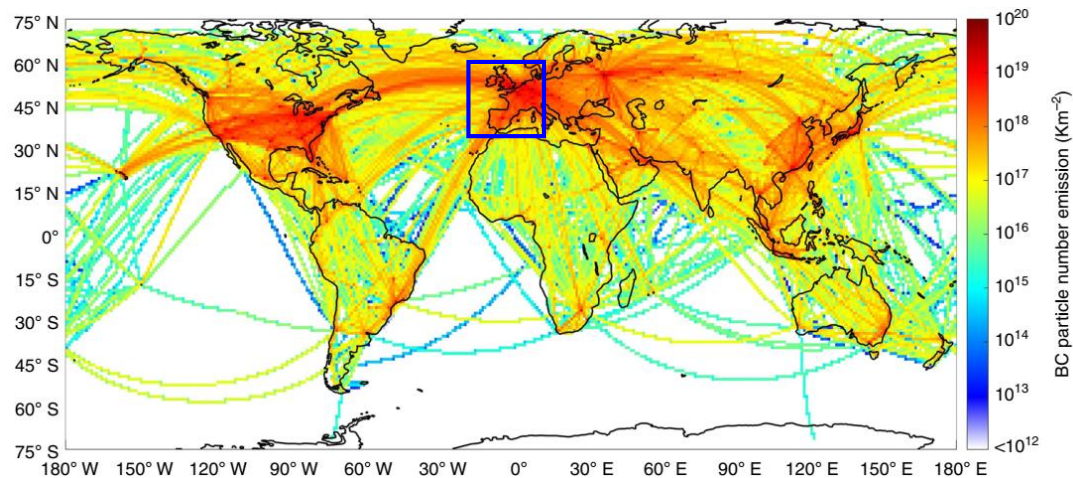 75° N
60° N
45° N
30° N
15° N
0°
15° S
30° S
45° S
60° S
75° S
180° W 150° W 120° W 90° W 60° W 30° W 0° 30° E 60° E 90° E 120° E 150° E 180° E
10²⁰
10¹⁹
10¹⁸
10¹⁷
10¹⁶
10¹⁵
10¹⁴
10¹³
<10¹²
BC particle number emission (Km⁻²)